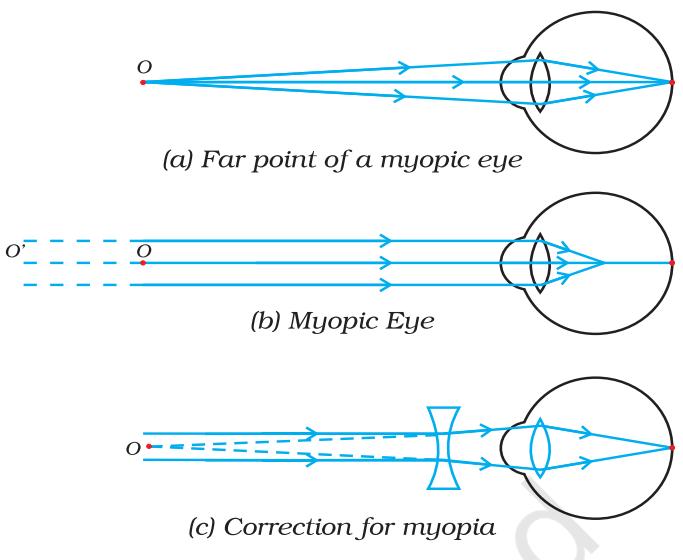 O
(a) Far point of a myopic eye
O' O
(b) Myopic Eye
O
(c) Correction for myopia
d